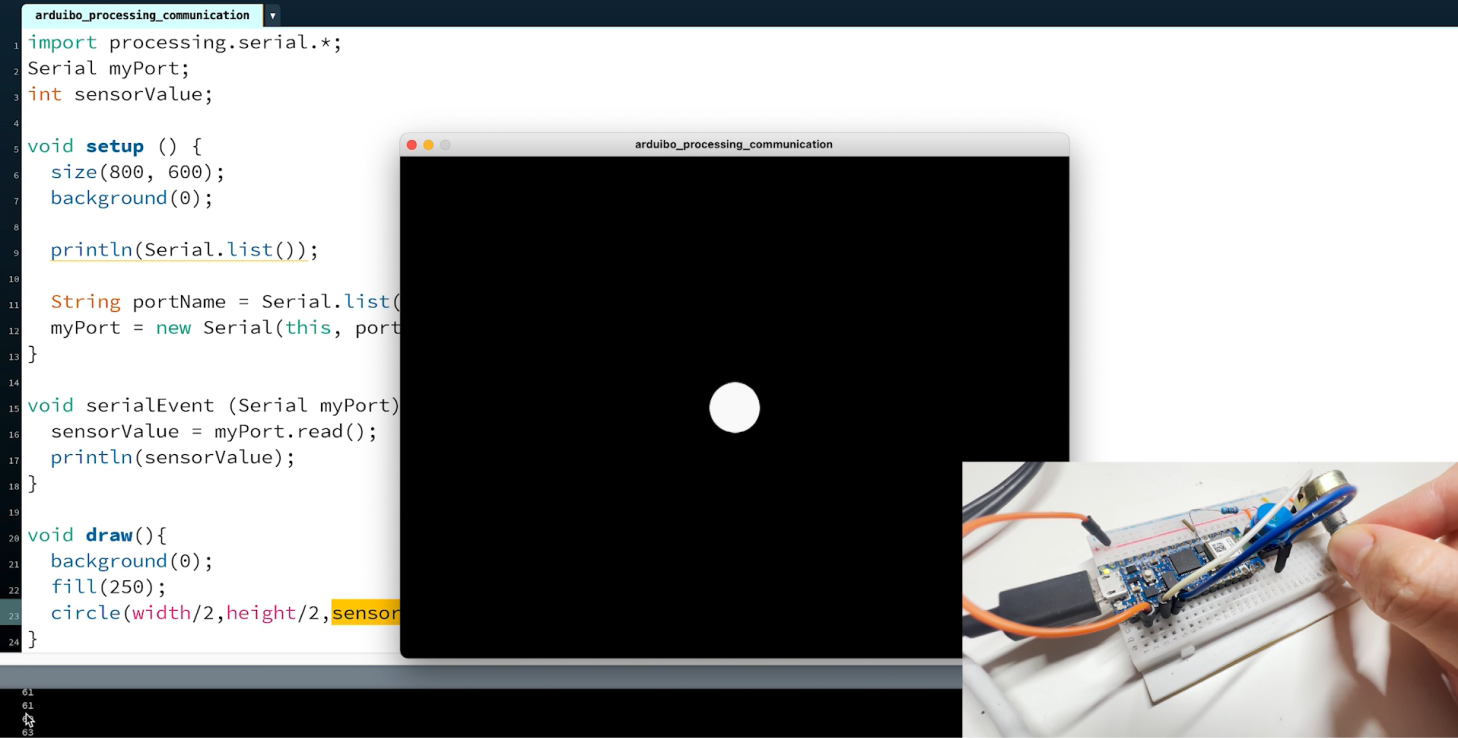 arduibo_processing_communication
1 import processing.serial.*;
2 Serial myPort;
3 int sensorValue;
4
5 void setup () {
6 size(800, 600);
7 background(0);
8
9 println(Serial.list());
10
11 String portName = Serial.list(
12 myPort = new Serial(this, port
13 }
14
15 void serialEvent (Serial myPort)
16 sensorValue = myPort.read();
17 println(sensorValue);
18 }
19
20 void draw(){
21 background(0);
22 fill(250);
23 circle(width/2,height/2,sensor
24 }
arduibo_processing_communication
61
61
63